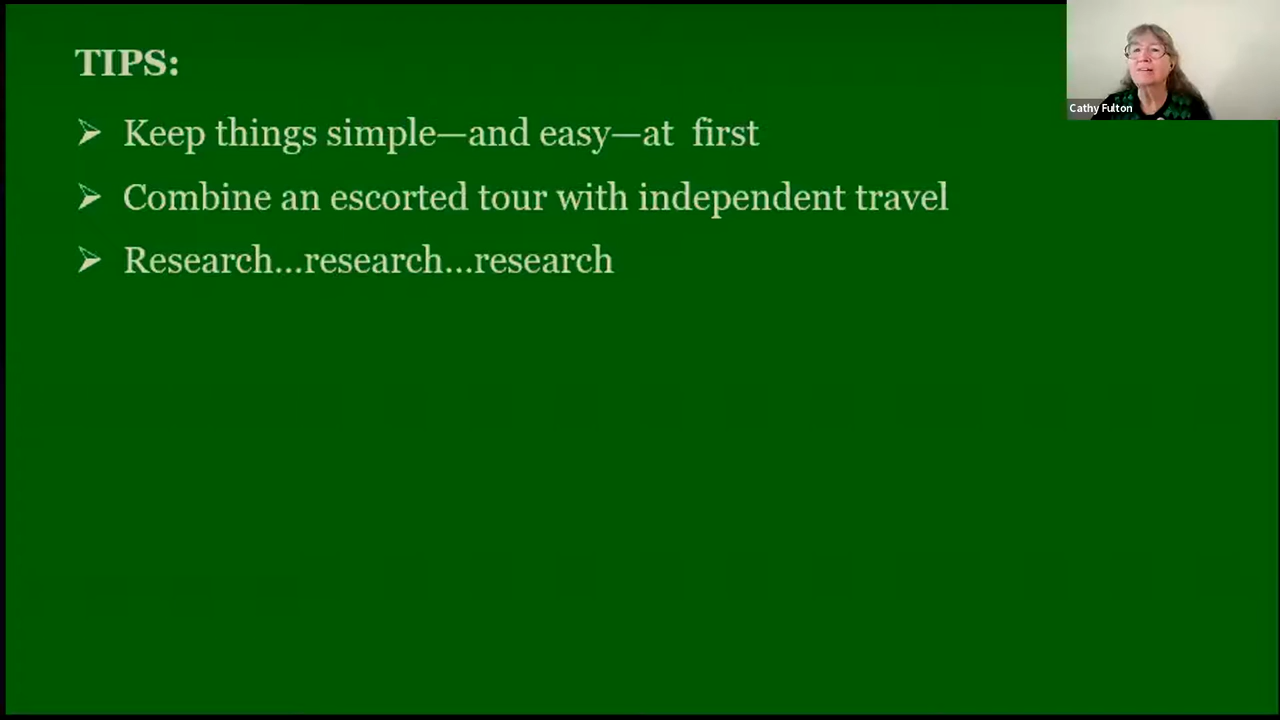 TIPS:
Keep things simple—and easy—at  first
Combine an escorted tour with independent travel
Research...research...research
Cathy Fulton